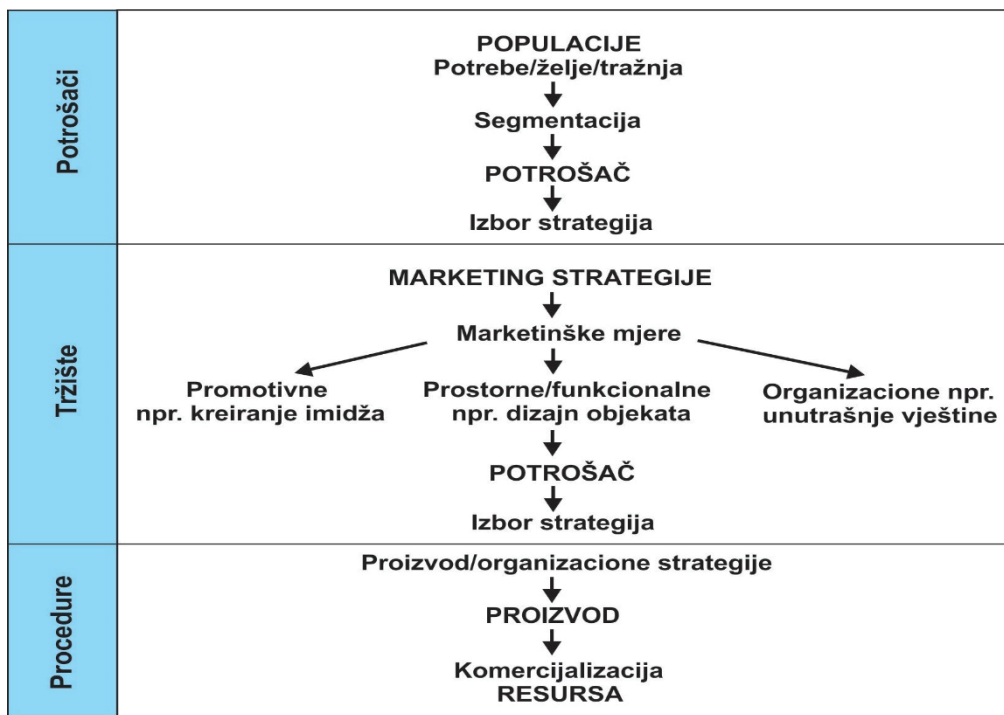 Potrošači
POPULACIJE
Potrebe/želje/tražnja
Segmentacija
POTROŠAČ
Izbor strategija
Tržište
MARKETING STRATEGIJE
Marketinške mjere
Promotivne
npr. kreiranje imidža
Prostorne/funkcionalne
npr. dizajn objekata
Organizacione npr.
unutrašnje vještine
POTROŠAČ
Izbor strategija
Procedure
Proizvod/organizacione strategije
PROIZVOD
Komercijalizacija
RESURSA